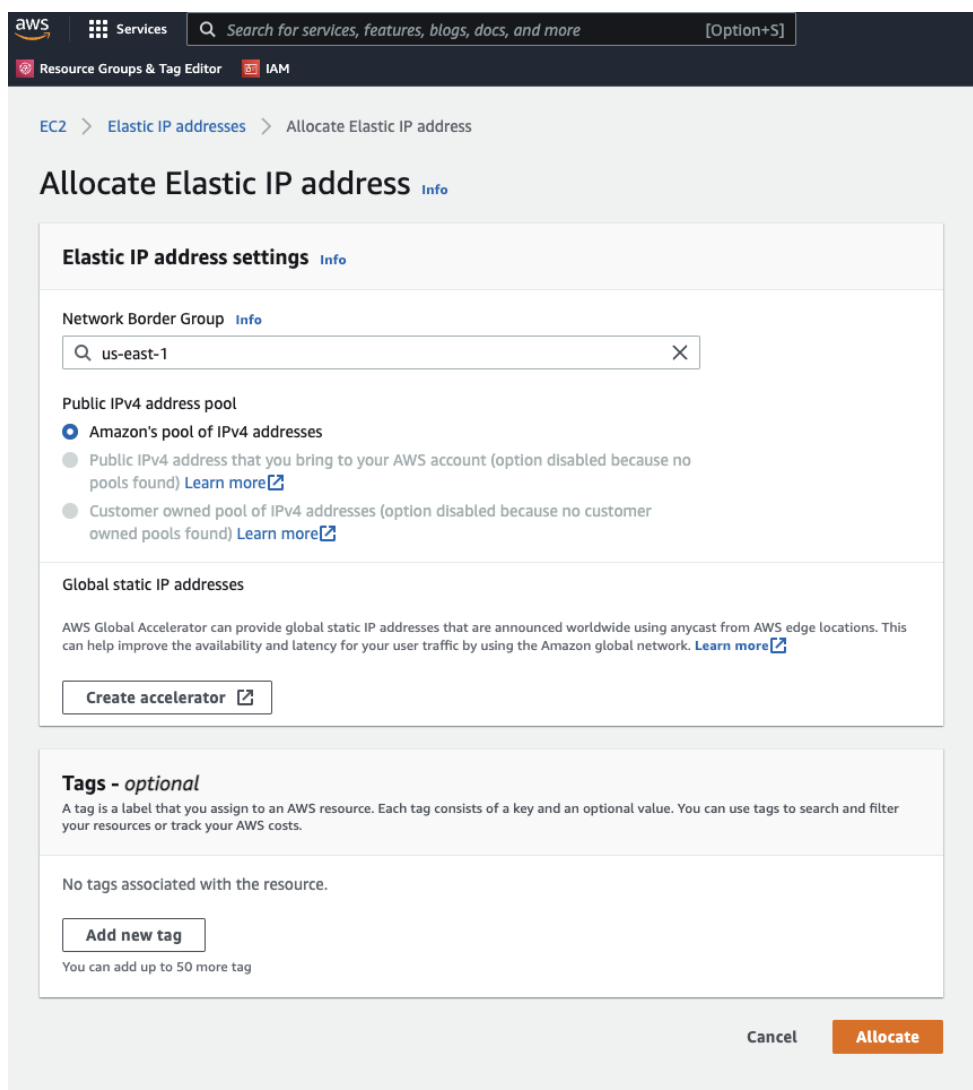 aws
Services
Search for services, features, blogs, docs, and more
[Option+S]
Resource Groups & Tag Editor
IAM
EC2 > Elastic IP addresses > Allocate Elastic IP address
Allocate Elastic IP address Info
Elastic IP address settings Info
Network Border Group Info
us-east-1
Public IPv4 address pool
Amazon's pool of IPv4 addresses
Public IPv4 address that you bring to your AWS account (option disabled because no
pools found) Learn more
Customer owned pool of IPv4 addresses (option disabled because no customer
owned pools found) Learn more
Global static IP addresses
AWS Global Accelerator can provide global static IP addresses that are announced worldwide using anycast from AWS edge locations. This
can help improve the availability and latency for your user traffic by using the Amazon global network. Learn more
Create accelerator
Tags - optional
A tag is a label that you assign to an AWS resource. Each tag consists of a key and an optional value. You can use tags to search and filter
your resources or track your AWS costs.
No tags associated with the resource.
Add new tag
You can add up to 50 more tag
Cancel
Allocate